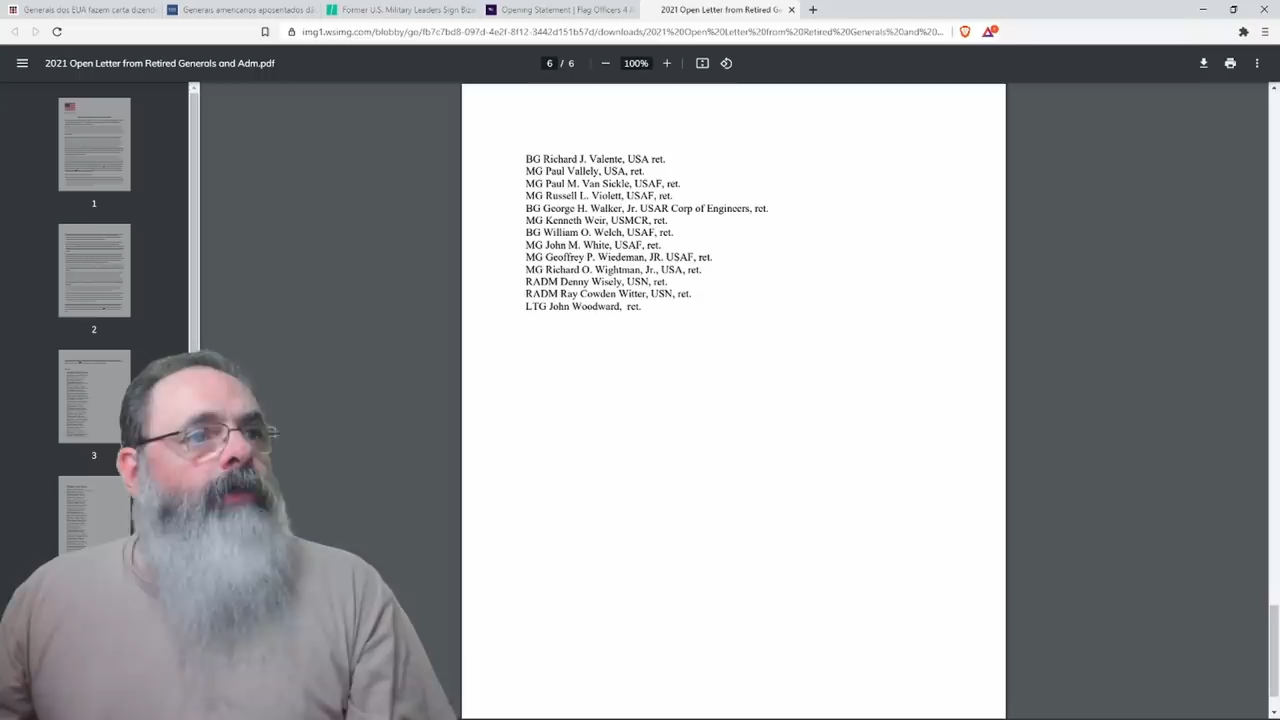 Generais dos EUA fazem carta dizend
Generais americanos aposentados dã
Former U.S. Military Leaders Sign Biza
Opening Statement | Flag Officers 4 A
2021 Open Letter from Retired Ge
img1.wsimg.com/blobby/go/fb7c7bd8-097d-4e2f-8f12-3442d151b57d/downloads/2021%20Open%20Letter%20from%20Retired%20Generals%20and%20...
2021 Open Letter from Retired Generals and Adm.pdf
6 / 6
100%
1
2
3
BG Richard J. Valente, USA ret.
MG Paul Vallely, USA, ret.
MG Paul M. Van Sickle, USAF, ret.
MG Russell L. Violett, USAF, ret.
BG George H. Walker, Jr. USAR Corp of Engineers, ret.
MG Kenneth Weir, USMCR, ret.
BG William O. Welch, USAF, ret.
MG John M. White, USAF, ret.
MG Geoffrey P. Wiedeman, JR. USAF, ret.
MG Richard O. Wightman, Jr., USA, ret.
RADM Denny Wisely, USN, ret.
RADM Ray Cowden Witter, USN, ret.
LTG John Woodward, ret.